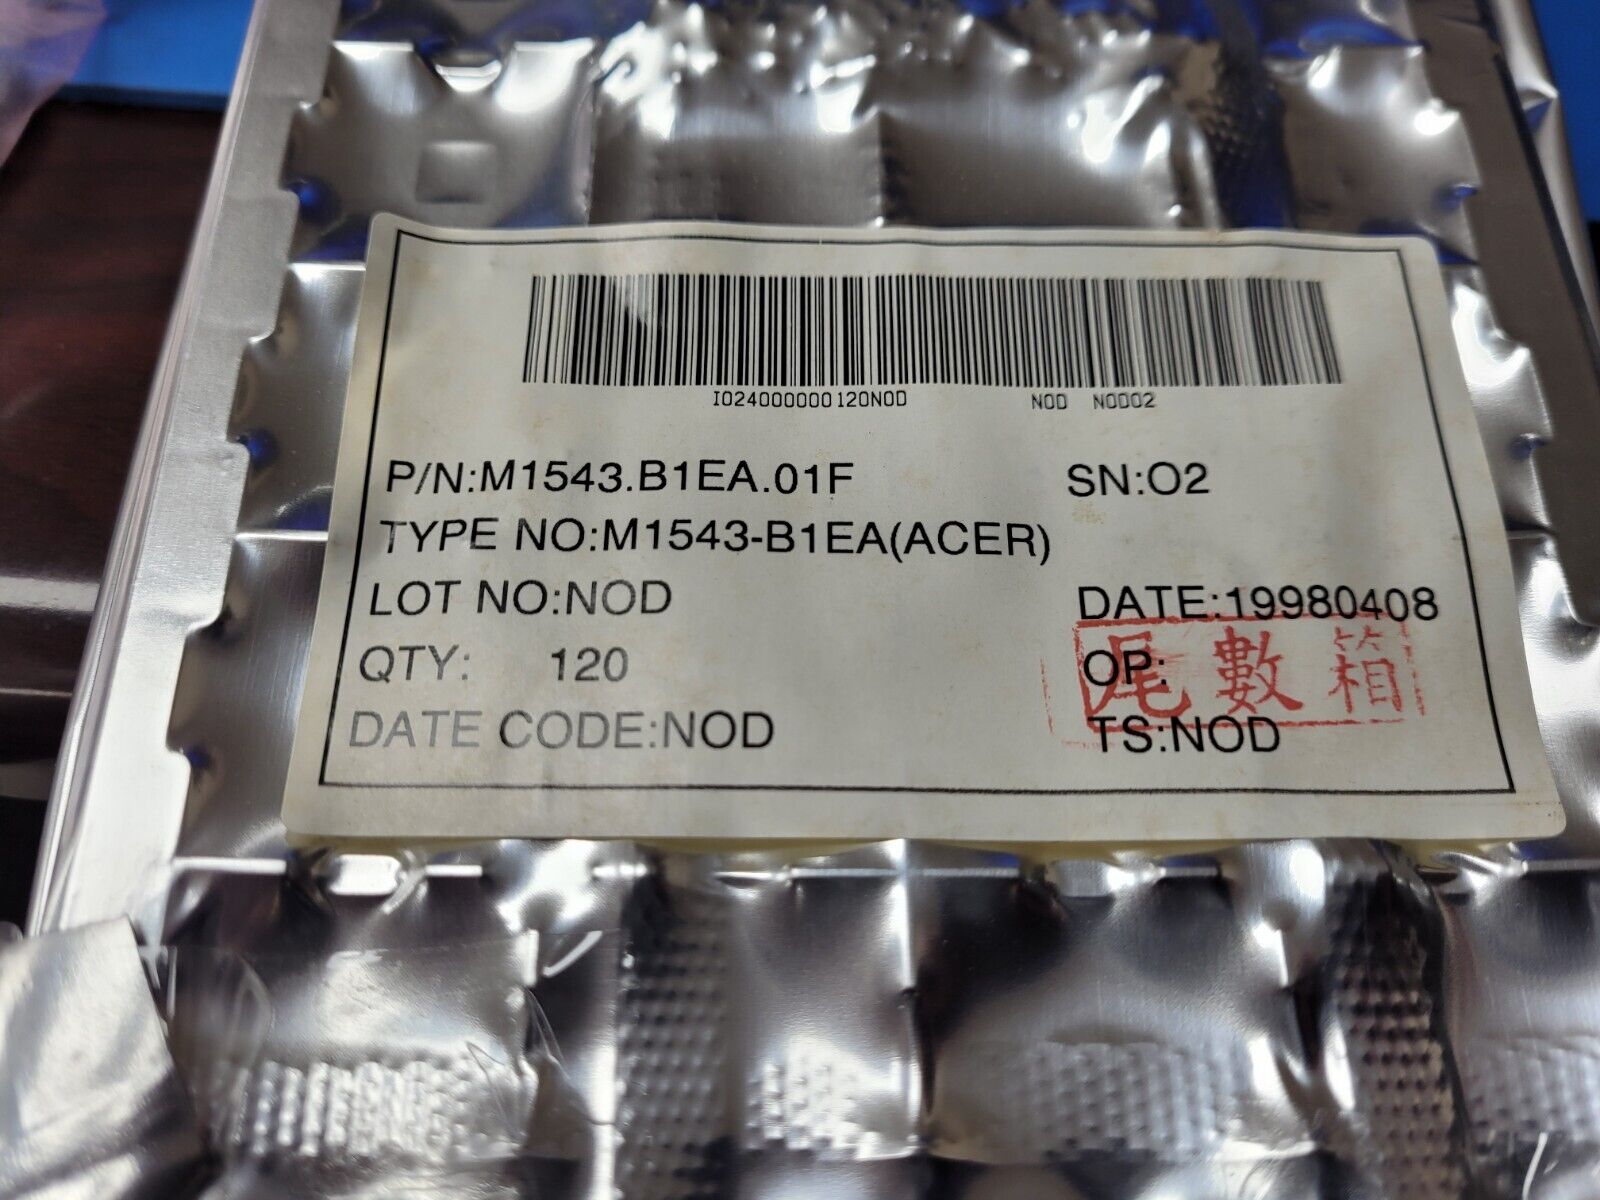 I024000000120NOD NOD NOD02
P/N:M1543.B1EA.01F SN:O2
TYPE NO:M1543-B1EA(ACER)
LOT NO:NOD DATE:19980408
QTY: 120 OP:
尾數箱
DATE CODE:NOD TS:NOD